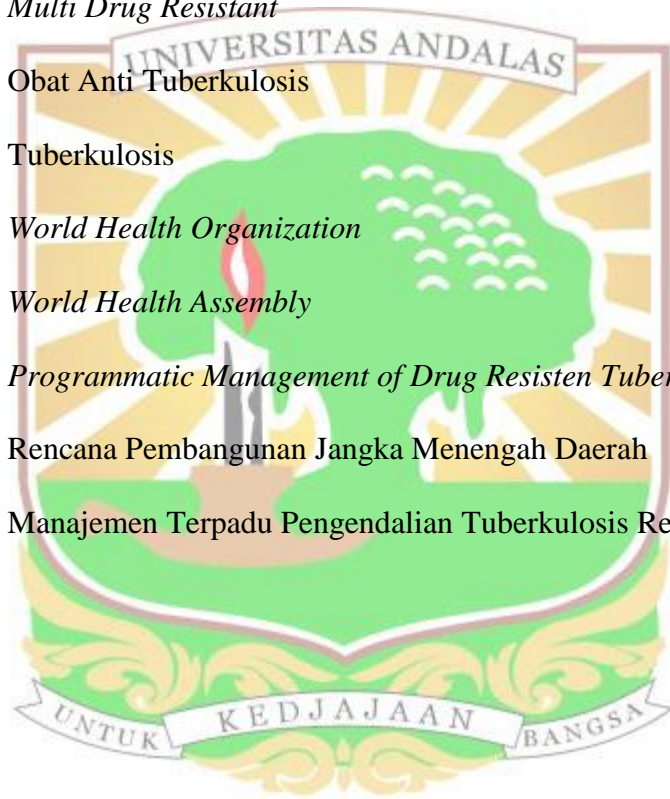 Multi Drug Resistant
UNIVERSITAS ANDALAS
Obat Anti Tuberkulosis
Tuberkulosis
World Health Organization
World Health Assembly
Programmatic Management of Drug Resisten Tuber
Rencana Pembangunan Jangka Menengah Daerah
Manajemen Terpadu Pengendalian Tuberkulosis Re
UNTUK KEDJAJAAN BANGSA